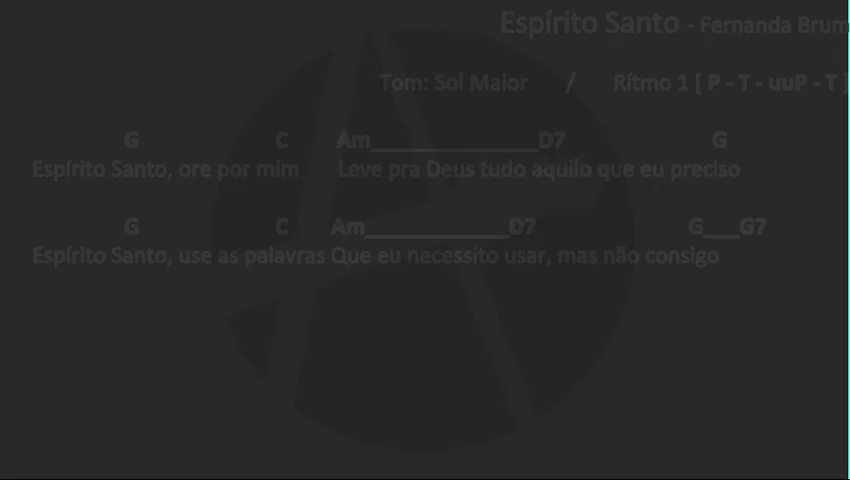 Espírito Santo - Fernanda Brum
Tom: Sol Maior / Rítmo 1 [ P - T - uuP - T ]
G C Am________________D7 G
Espírito Santo, ore por mim Leve pra Deus tudo aquilo que eu preciso
G C Am_____________D7 G___G7
Espírito Santo, use as palavras Que eu necessito usar, mas não consigo